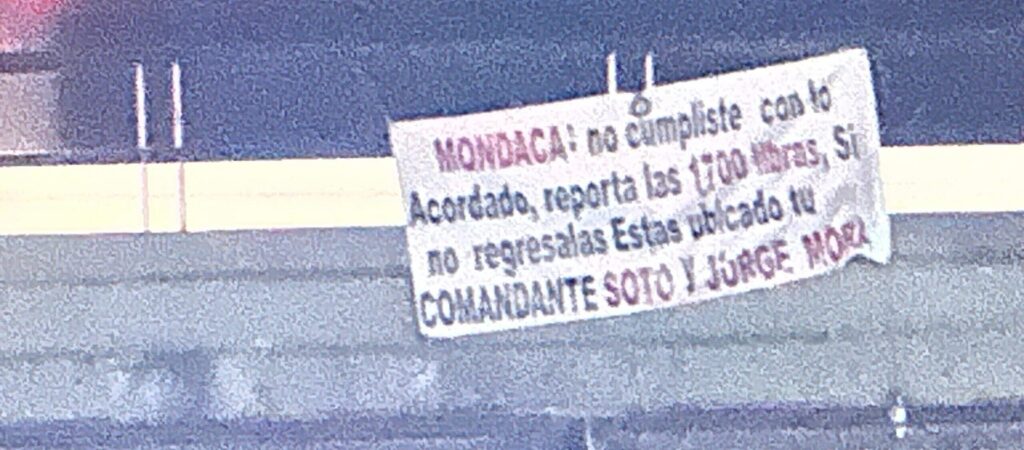 MONDACA: no cumpliste con lo
Acordado, reporta las 1700 libras, Si
no regresalas Estas ubicado tu
COMANDANTE SOTO Y JORGE MORA